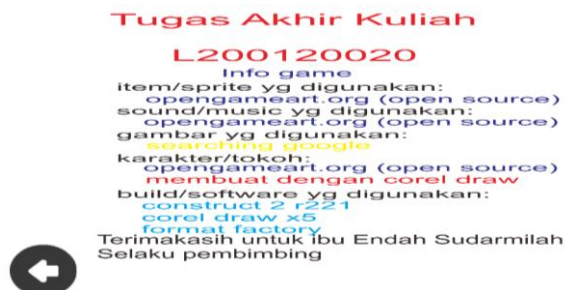 Tugas Akhir Kuliah
L200120020
Info game
item/sprite yg digunakan:
opengameart.org (open source)
sound/music yg digunakan:
opengameart.org (open source)
gambar yg digunakan:
searching google
karakter/tokoh:
opengameart.org (open source)
membuat dengan corel draw
build/software yg digunakan:
construct 2 r221
corel draw x5
format factory
Terimakasih untuk ibu Endah Sudarmilah
Selaku pembimbing